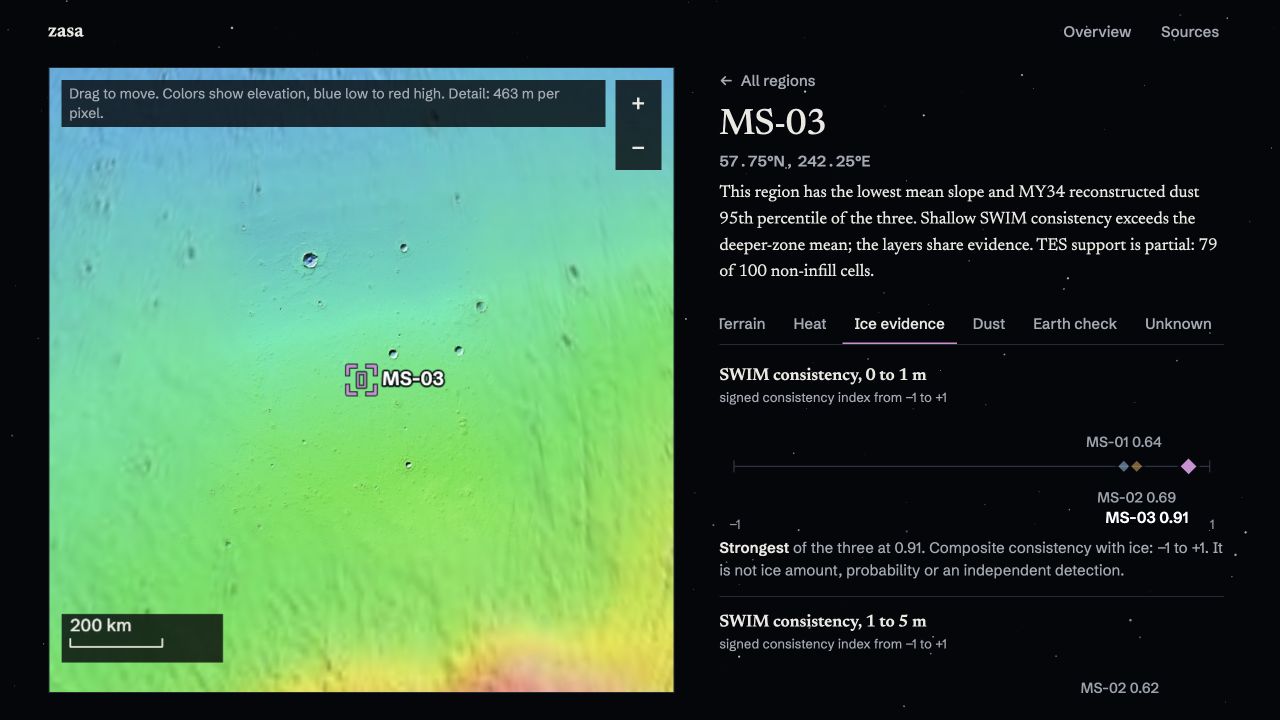 zasa
Overview
Sources
Drag to move. Colors show elevation, blue low to red high. Detail: 463 m per
pixel.
+
−
MS-03
200 km
← All regions
MS-03
57.75°N, 242.25°E
This region has the lowest mean slope and MY34 reconstructed dust
95th percentile of the three. Shallow SWIM consistency exceeds the
deeper-zone mean; the layers share evidence. TES support is partial: 79
of 100 non-infill cells.
Terrain
Heat
Ice evidence
Dust
Earth check
Unknown
SWIM consistency, 0 to 1 m
signed consistency index from −1 to +1
MS-01 0.64
MS-02 0.69
MS-03 0.91
−1
1
Strongest of the three at 0.91. Composite consistency with ice: −1 to +1. It
is not ice amount, probability or an independent detection.
SWIM consistency, 1 to 5 m
signed consistency index from −1 to +1
MS-02 0.62